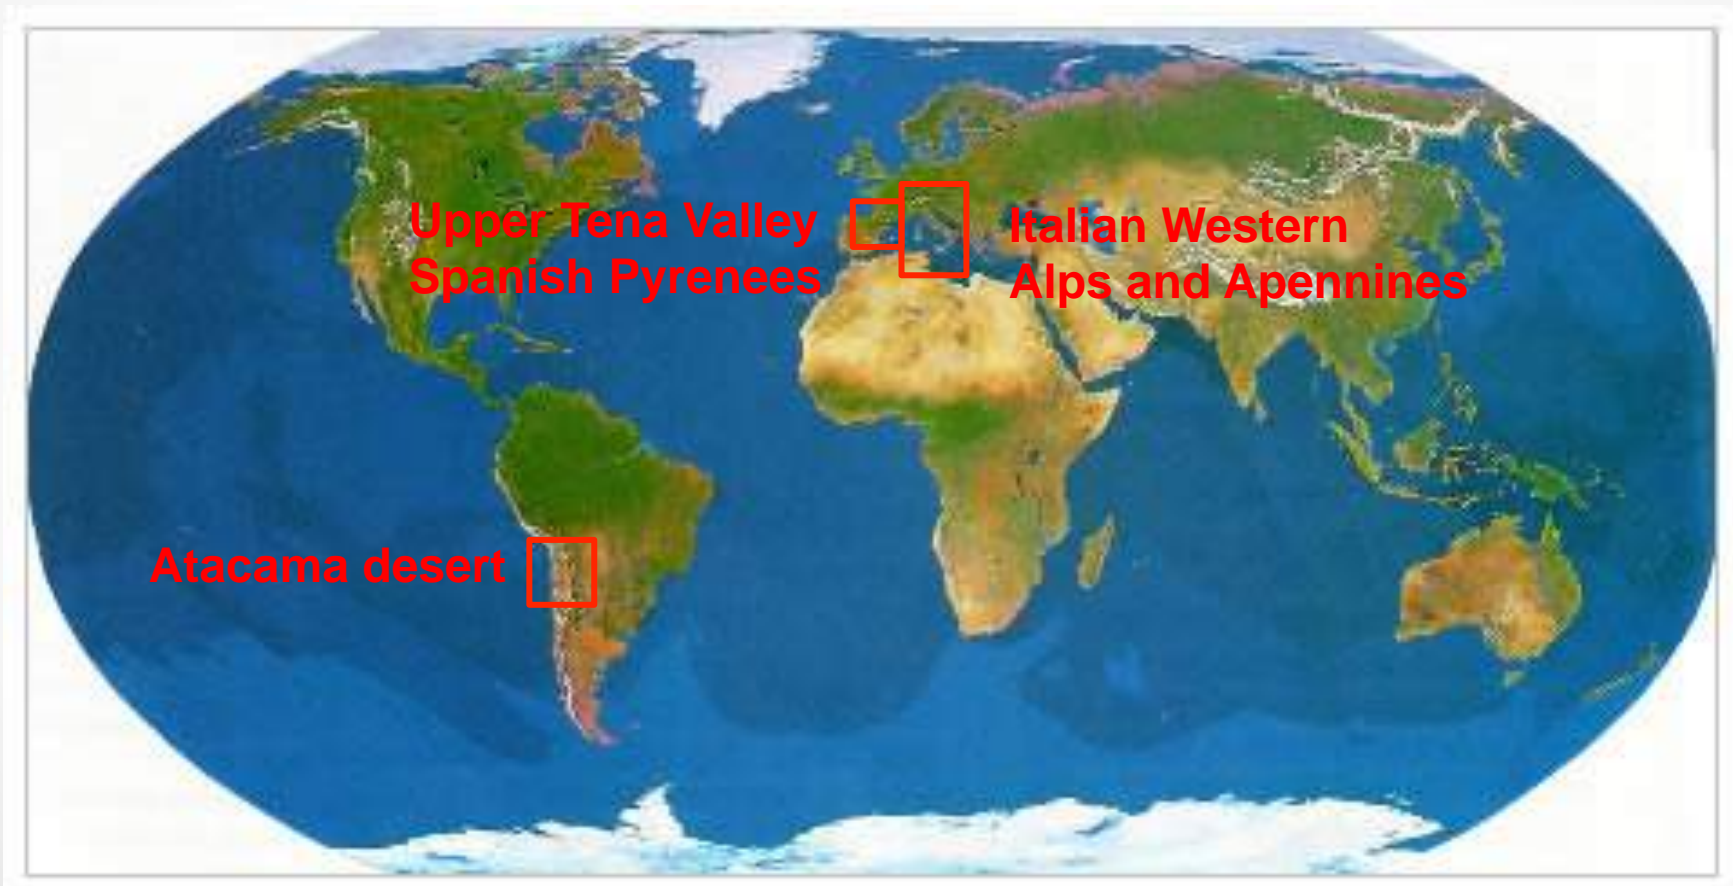 Upper Tena Valley
Spanish Pyrenees
Italian Western
Alps and Apennines
Atacama desert